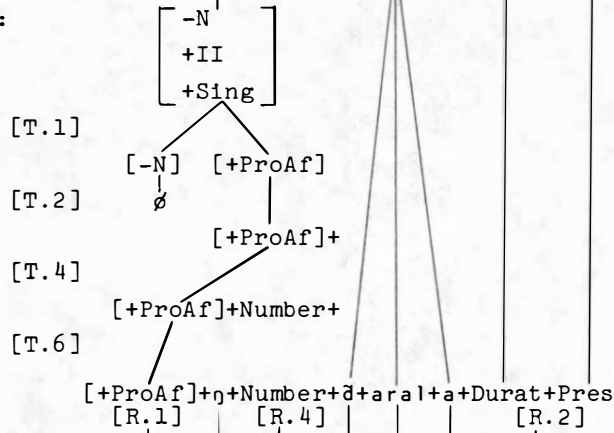 :
-N
+II
+Sing
[T.1]
[-N] [+ProAf]
[T.2] ∅
[+ProAf]+
[T.4]
[+ProAf]+Number+
[T.6]
[+ProAf]+ŋ+Number+d̄+aral+a+Durat+Pres
[R.1] [R.4] [R.2]